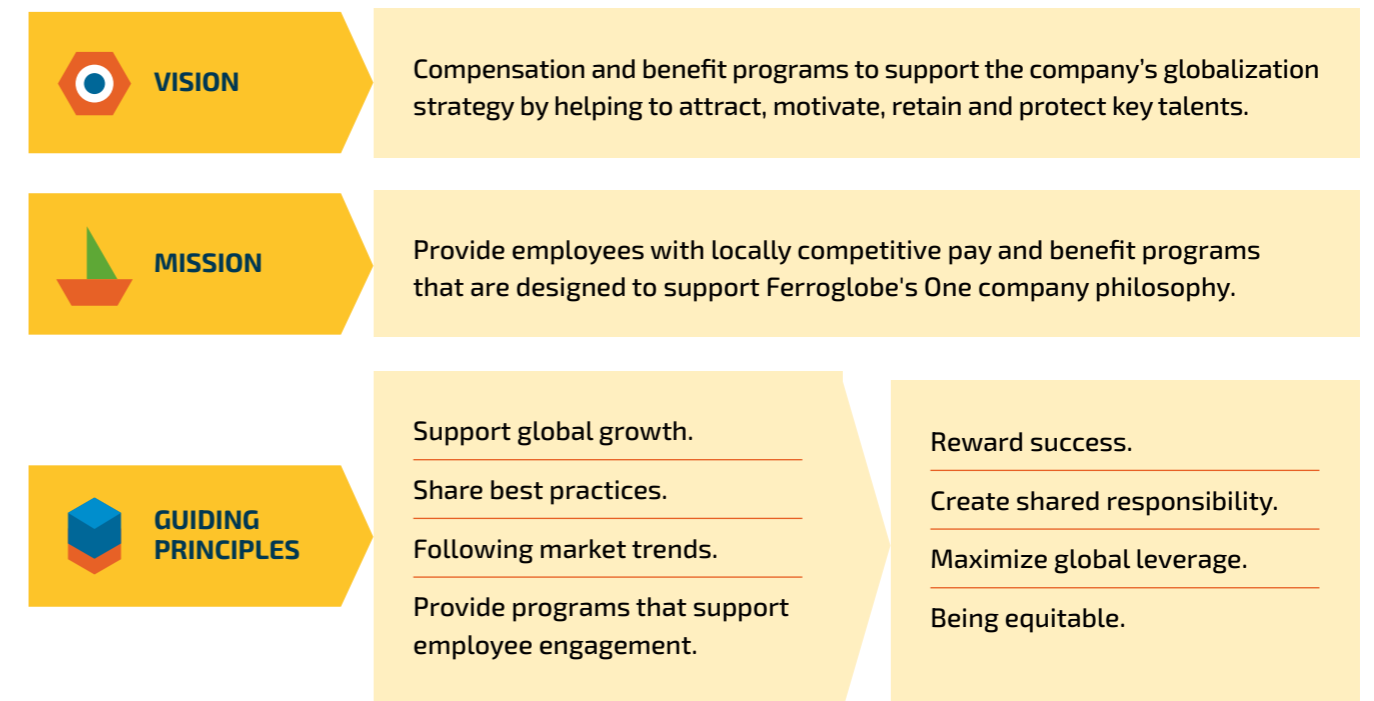 VISION
Compensation and benefit programs to support the company’s globalization
strategy by helping to attract, motivate, retain and protect key talents.
MISSION
Provide employees with locally competitive pay and benefit programs
that are designed to support Ferroglobe's One company philosophy.
GUIDING
PRINCIPLES
Support global growth.
Share best practices.
Following market trends.
Provide programs that support
employee engagement.
Reward success.
Create shared responsibility.
Maximize global leverage.
Being equitable.